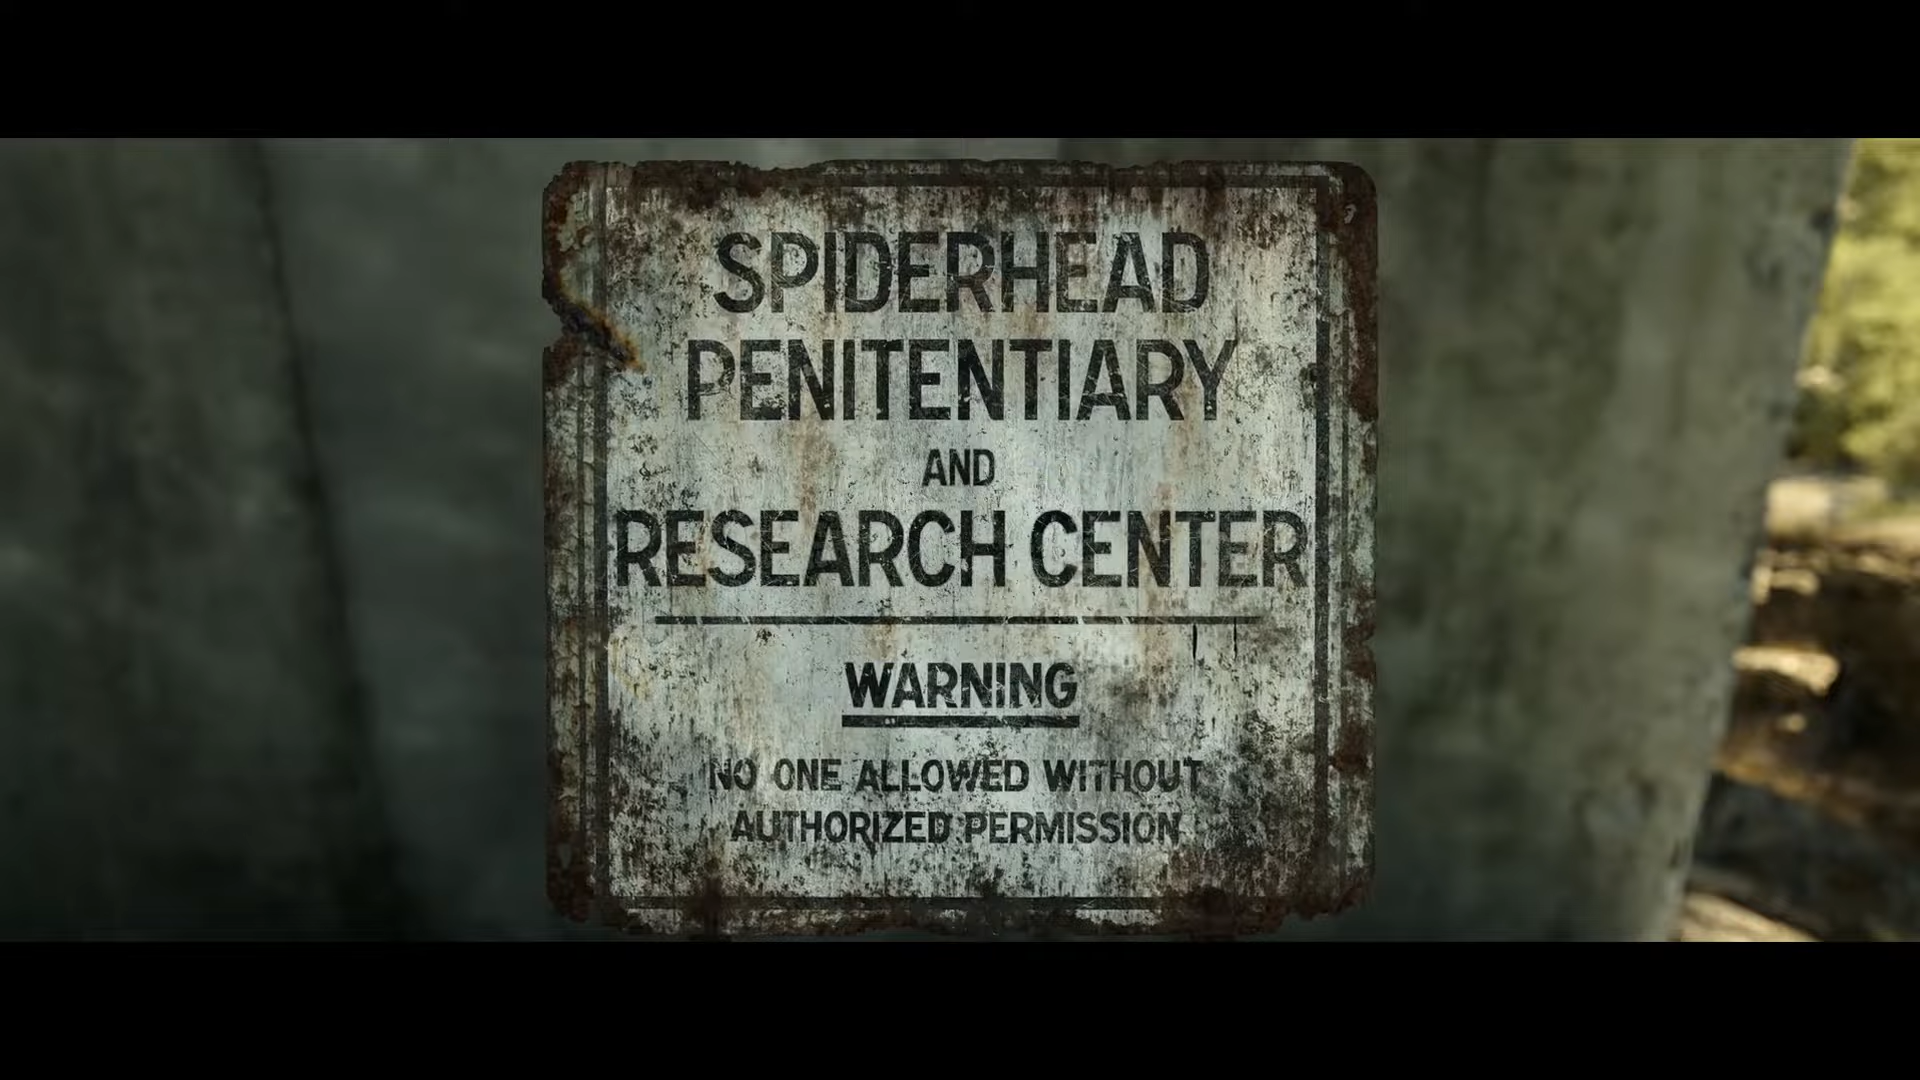 SPIDERHEAD
PENITENTIARY
AND
RESEARCH CENTER
WARNING
NO ONE ALLOWED WITHOUT
AUTHORIZED PERMISSION